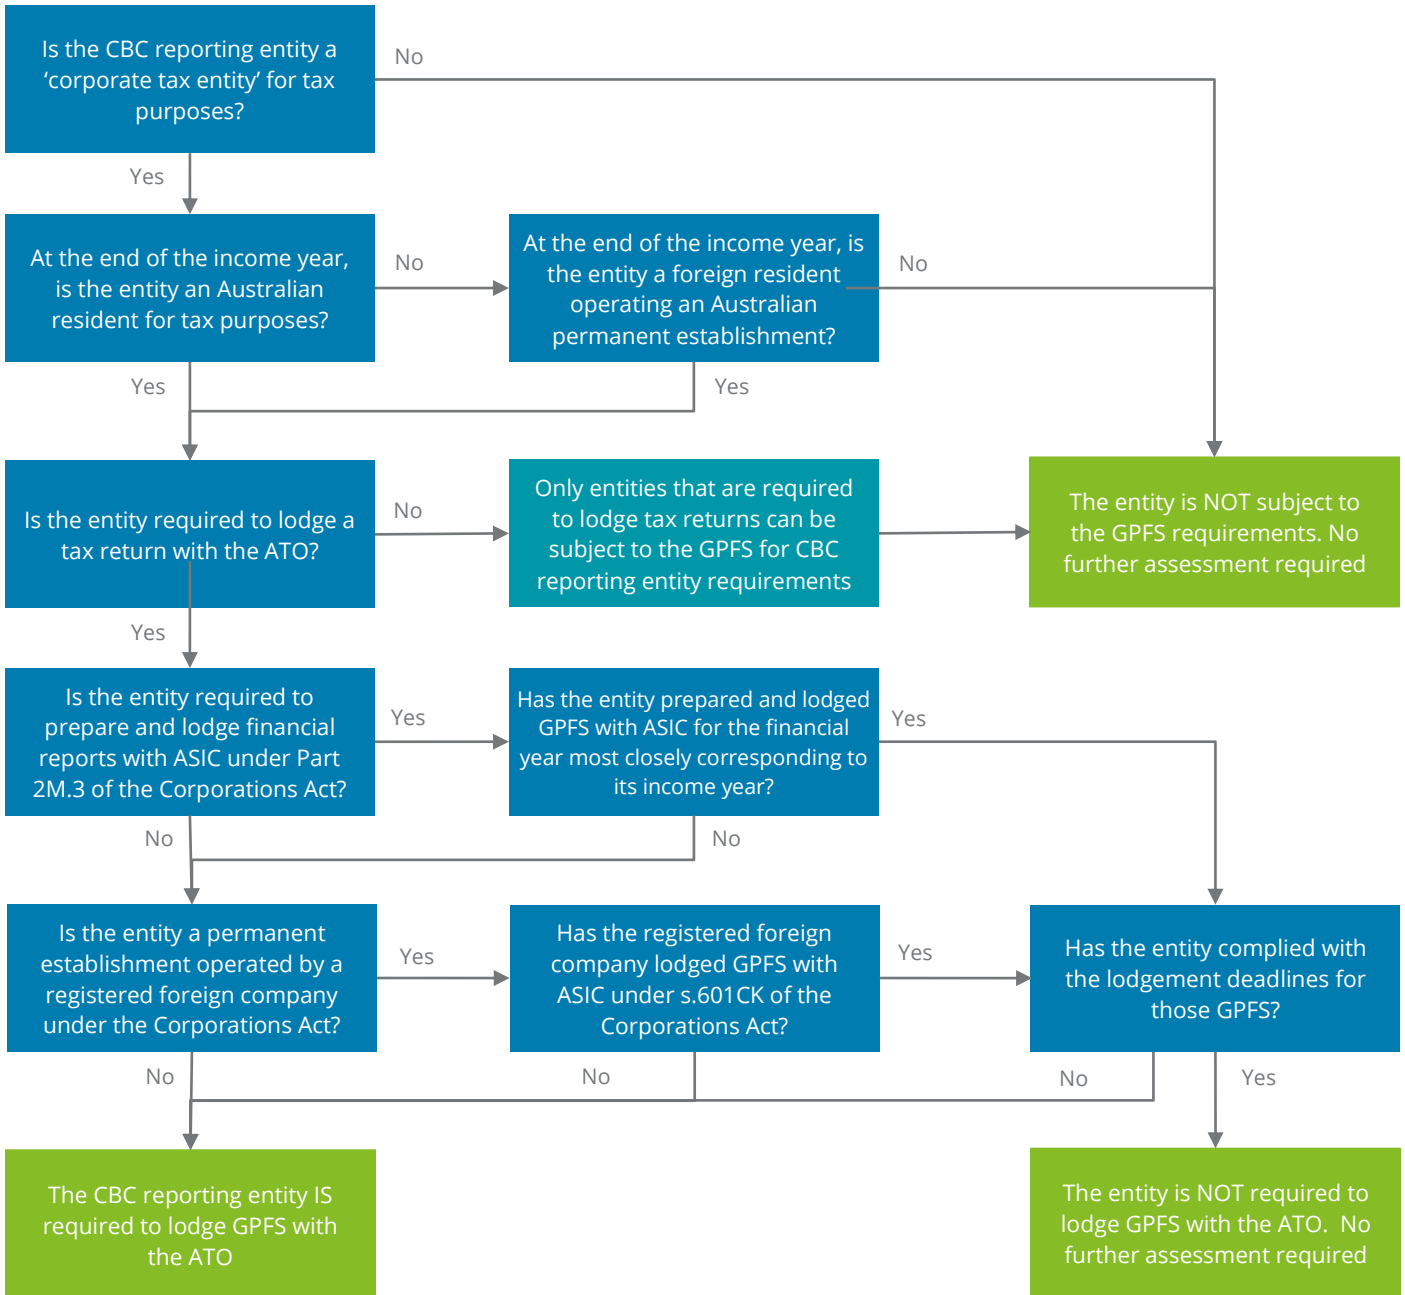 Is the CBC reporting entity a
‘corporate tax entity’ for tax
purposes?
No
Yes
At the end of the income year,
is the entity an Australian
resident for tax purposes?
No
At the end of the income year, is
the entity a foreign resident
operating an Australian
permanent establishment?
No
Yes
Yes
Is the entity required to lodge a
tax return with the ATO?
No
Only entities that are required
to lodge tax returns can be
subject to the GPFS for CBC
reporting entity requirements
The entity is NOT subject to
the GPFS requirements. No
further assessment required
Yes
Is the entity required to
prepare and lodge financial
reports with ASIC under Part
2M.3 of the Corporations Act?
Yes
Has the entity prepared and lodged
GPFS with ASIC for the financial
year most closely corresponding to
its income year?
Yes
No
No
Is the entity a permanent
establishment operated by a
registered foreign company
under the Corporations Act?
Yes
Has the registered foreign
company lodged GPFS with
ASIC under s.601CK of the
Corporations Act?
Yes
Has the entity complied with
the lodgement deadlines for
those GPFS?
No
No
No
Yes
The CBC reporting entity IS
required to lodge GPFS with
the ATO
The entity is NOT required to
lodge GPFS with the ATO.  No
further assessment required